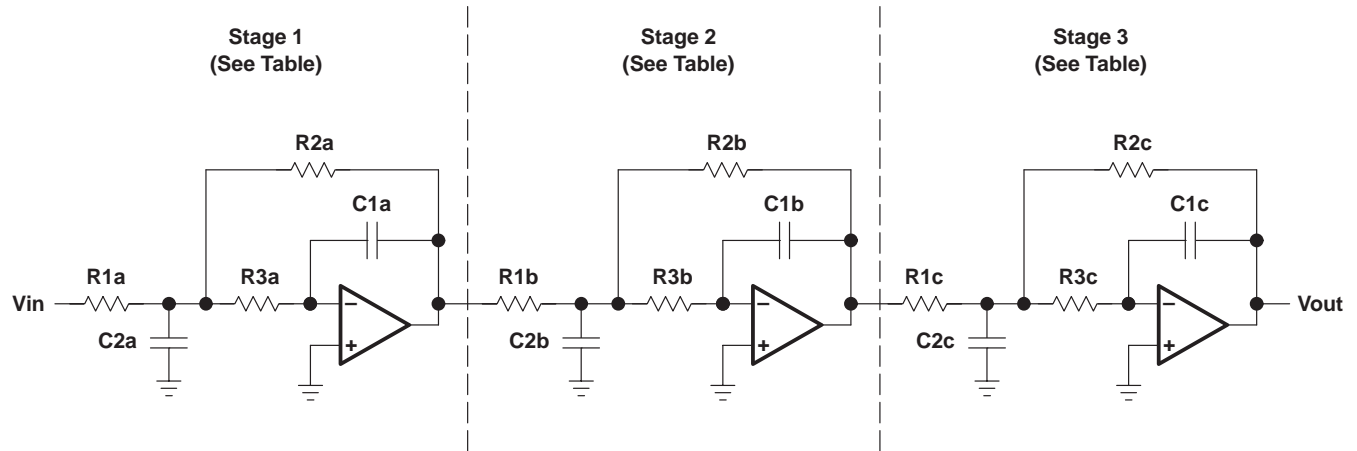 Stage 1
(See Table)
Stage 2
(See Table)
Stage 3
(See Table)
R2a
R2b
R2c
C1a
C1b
C1c
R1a
R3a
R1b
R3b
R1c
R3c
Vin
−
−
−
Vout
C2a
+
C2b
+
C2c
+